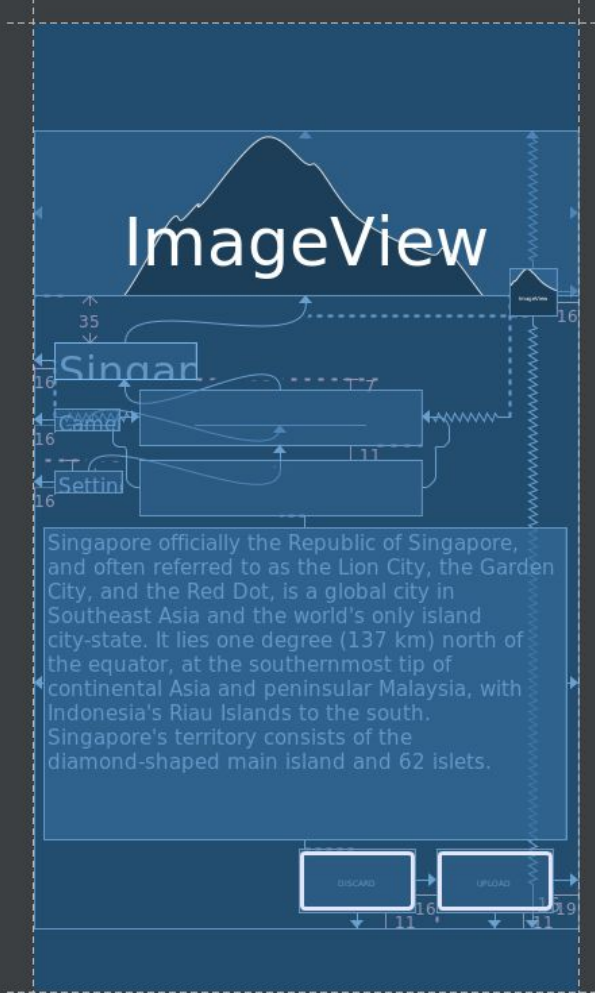 ImageView
ImageView
16
35
Singap
16
7
Came
16
11
Settin
16
Singapore officially the Republic of Singapore,
and often referred to as the Lion City, the Garden
City, and the Red Dot, is a global city in
Southeast Asia and the world's only island
city-state. It lies one degree (137 km) north of
the equator, at the southernmost tip of
continental Asia and peninsular Malaysia, with
Indonesia's Riau Islands to the south.
Singapore's territory consists of the
diamond-shaped main island and 62 islets.
DISCARD
UPLOAD
16
19
11
11